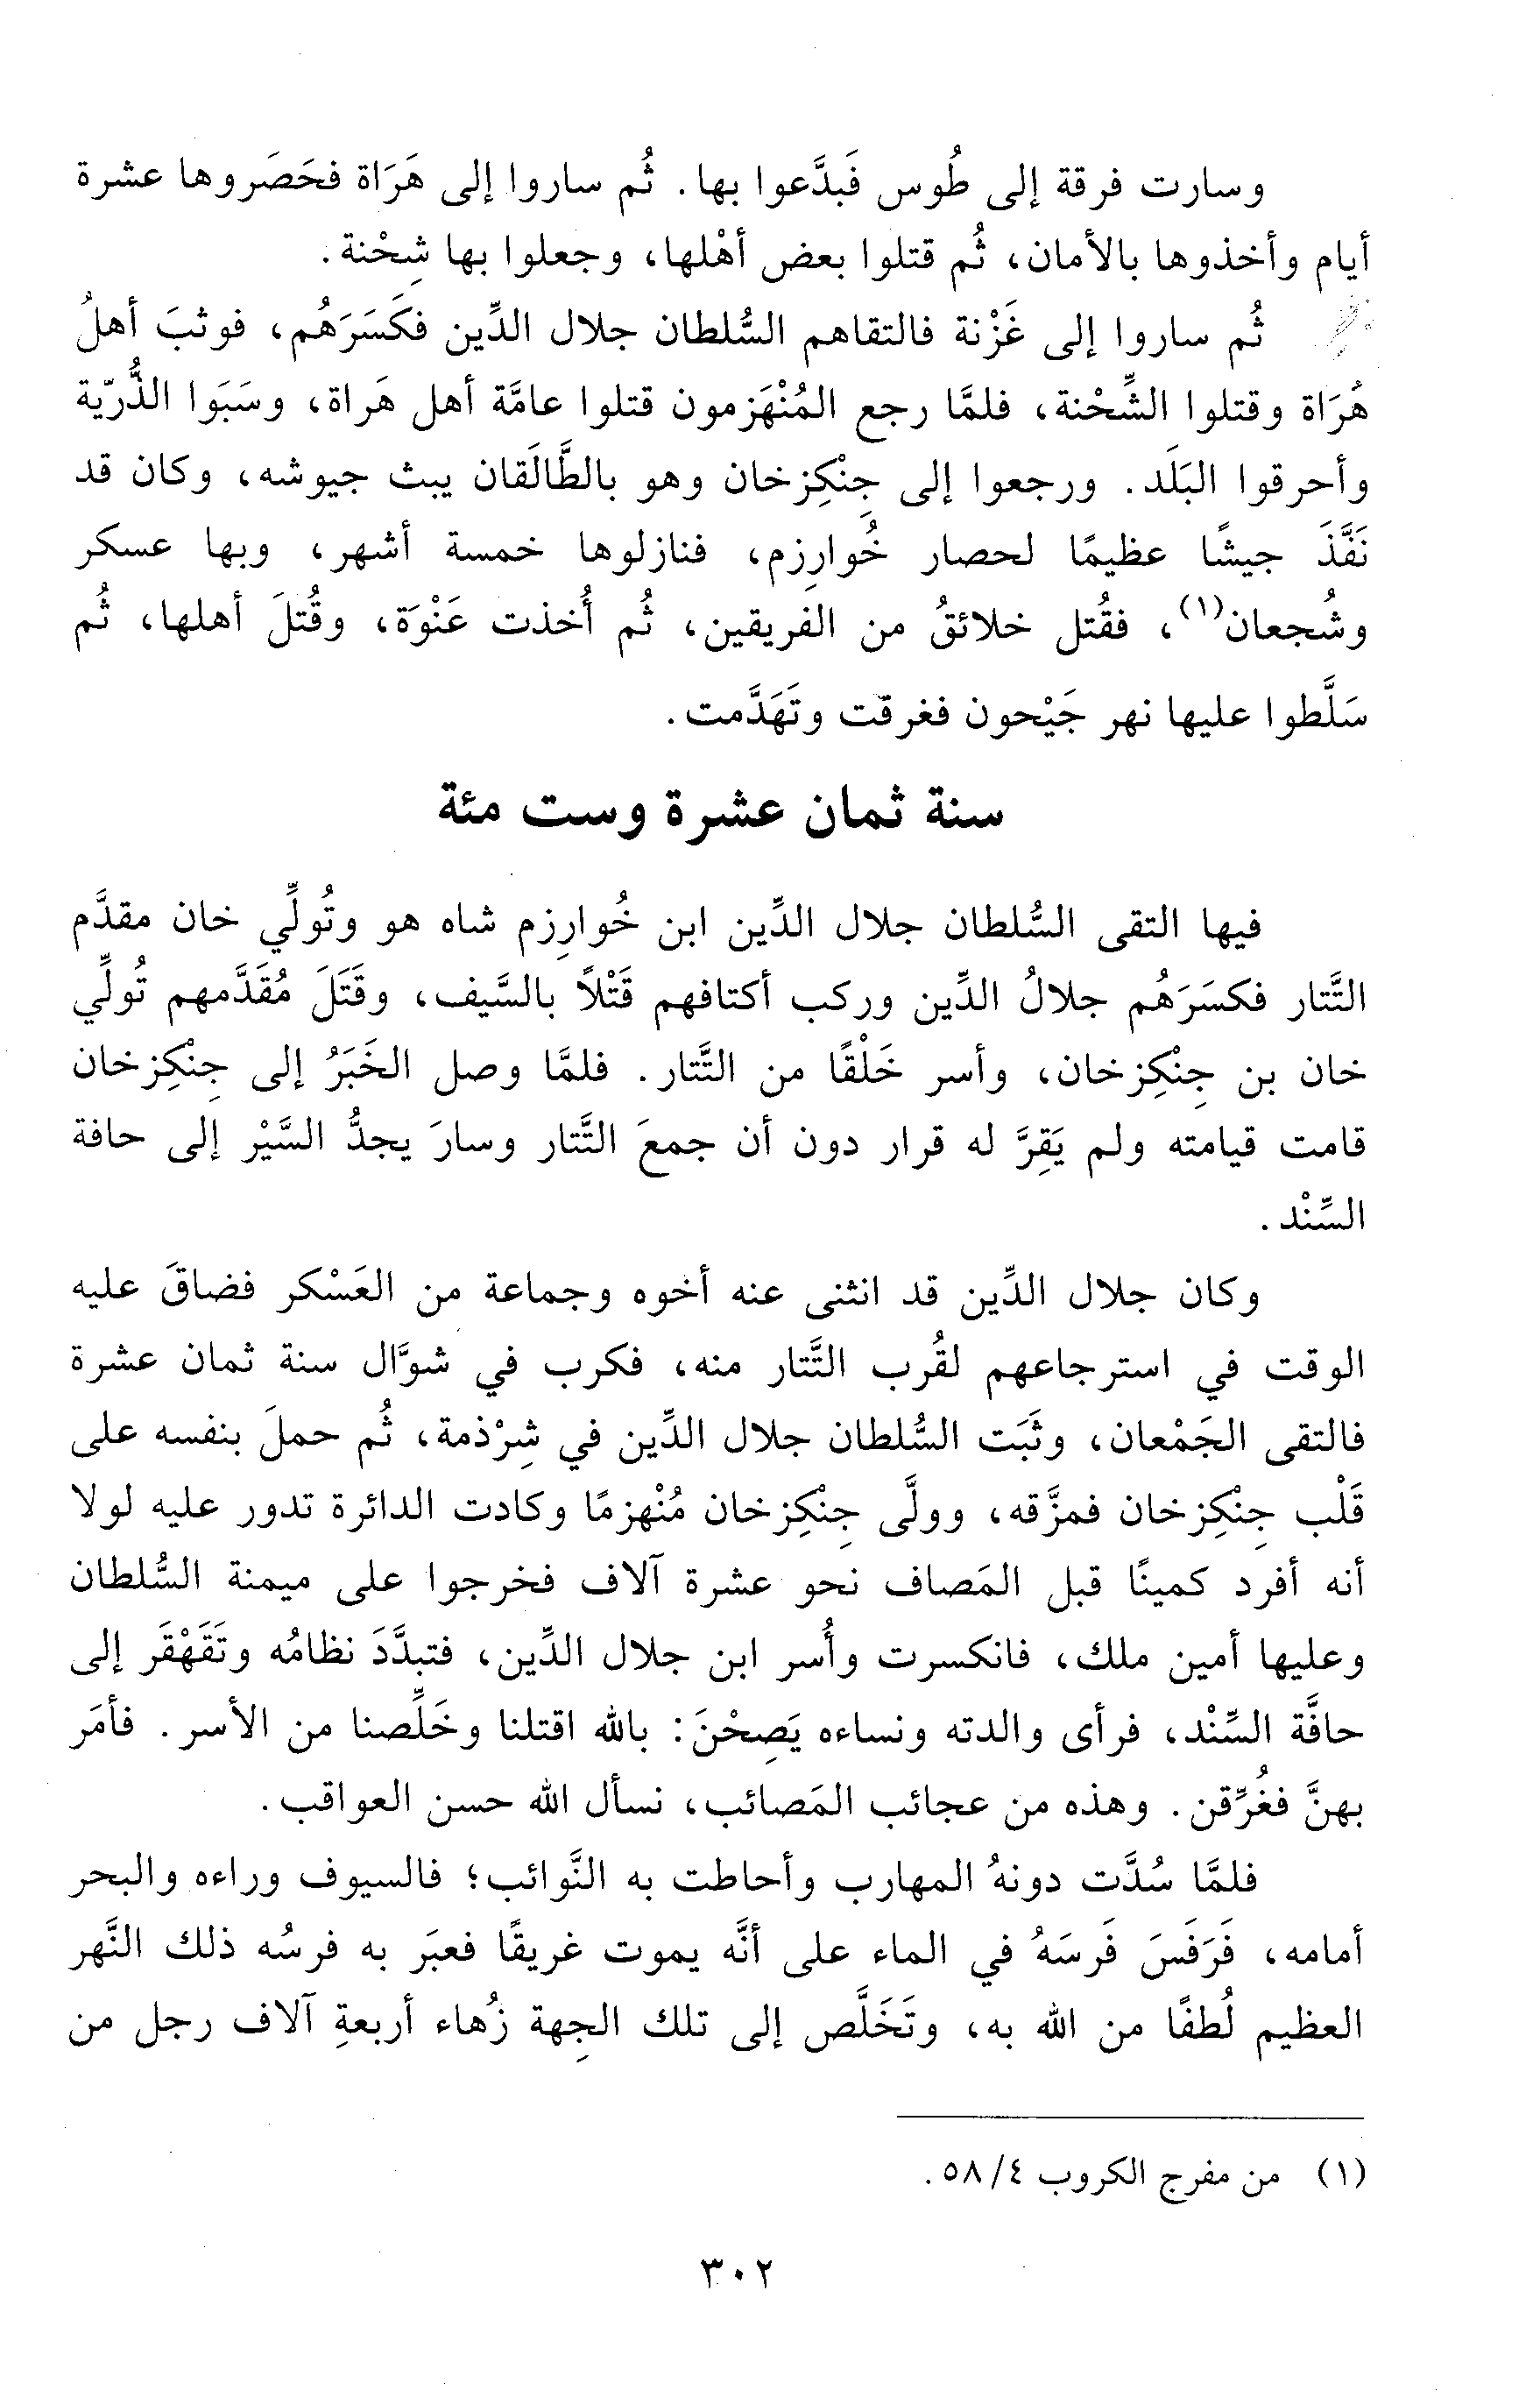 وسارت فرقة إلى طُوس فَبدَّعوا بها. ثُم ساروا إلى هَرَاة فحَصَروها عشرة
أيام وأخذوها بالأمان، ثُم قتلوا بعض أهْلها، وجعلوا بها شِحْنة.
ثُم ساروا إلى غَزْنة فالتقاهم السُّلطان جلال الدِّين فكَسَرَهُم، فوثبَ أهلُ
هَرَاة وقتلوا الشِّحْنة، فلمَّا رجع المُنْهَزمون قتلوا عامَّة أهل هَراة، وسَبَوا الذُّريّة
وأحرقوا البَلَد. ورجعوا إلى جِنْكِزخان وهو بالطَّالَقان يبث جيوشه، وكان قد
نَفَّذَ جيشًا عظيمًا لحصار خُوارِزم، فنازلوها خمسة أشهر، وبها عسكر
وشُجعان(١)، فقُتل خلائقُ من الفريقين، ثُم أُخذت عَنْوَة، وقُتلَ أهلها، ثُم
سَلَّطوا عليها نهر جَيْحون فغرقت وتَهَدَّمت.
سنة ثمان عشرة وست مئة
فيها التقى السُّلطان جلال الدِّين ابن خُوارِزم شاه هو وتُولِّي خان مقدَّم
التَّتار فكسَرَهُم جلالُ الدِّين وركب أكتافهم قَتْلاً بالسَّيف، وقَتَلَ مُقَدَّمهم تُولِّي
خان بن جِنْكِزخان، وأسر خَلْقًا من التَّتار. فلمَّا وصل الخَبَرُ إلى جِنْكِزخان
قامت قيامته ولم يَقِرَّ له قرار دون أن جمعَ التَّتار وسارَ يجدُّ السَّيْر إلى حافة
السِّنْد.
وكان جلال الدِّين قد انثنى عنه أخوه وجماعة من العَسْكر فضاقَ عليه
الوقت في استرجاعهم لقُرب التَّتار منه، فكرب في شوَّال سنة ثمان عشرة
فالتقى الجَمْعان، وثَبَت السُّلطان جلال الدِّين في شِرْذمة، ثُم حملَ بنفسه على
قَلْب جِنْكِزخان فمزَّقه، وولَّى جِنْكِزخان مُنْهزمًا وكادت الدائرة تدور عليه لولا
أنه أفرد كمينًا قبل المَصاف نحو عشرة آلاف فخرجوا على ميمنة السُّلطان
وعليها أمين ملك، فانكسرت وأُسر ابن جلال الدِّين، فتبدَّدَ نظامُه وتَقَهْقَر إلى
حافَّة السِّنْد، فرأى والدته ونساءه يَصِحْنَ: بالله اقتلنا وخَلِّصنا من الأسر. فأمَر
بهنَّ فغُرِّقن. وهذه من عجائب المَصائب، نسأل الله حسن العواقب.
فلمَّا سُدَّت دونهُ المهارب وأحاطت به النَّوائب؛ فالسيوف وراءه والبحر
أمامه، فَرَفَسَ فَرسَهُ في الماء على أنَّه يموت غريقًا فعبَر به فرسُه ذلك النَّهر
العظيم لُطفًا من الله به، وتَخَلَّص إلى تلك الجِهة زُهاء أربعةِ آلاف رجل من
(١) من مفرج الكروب ٤/ ٥٨.
٣٠٢